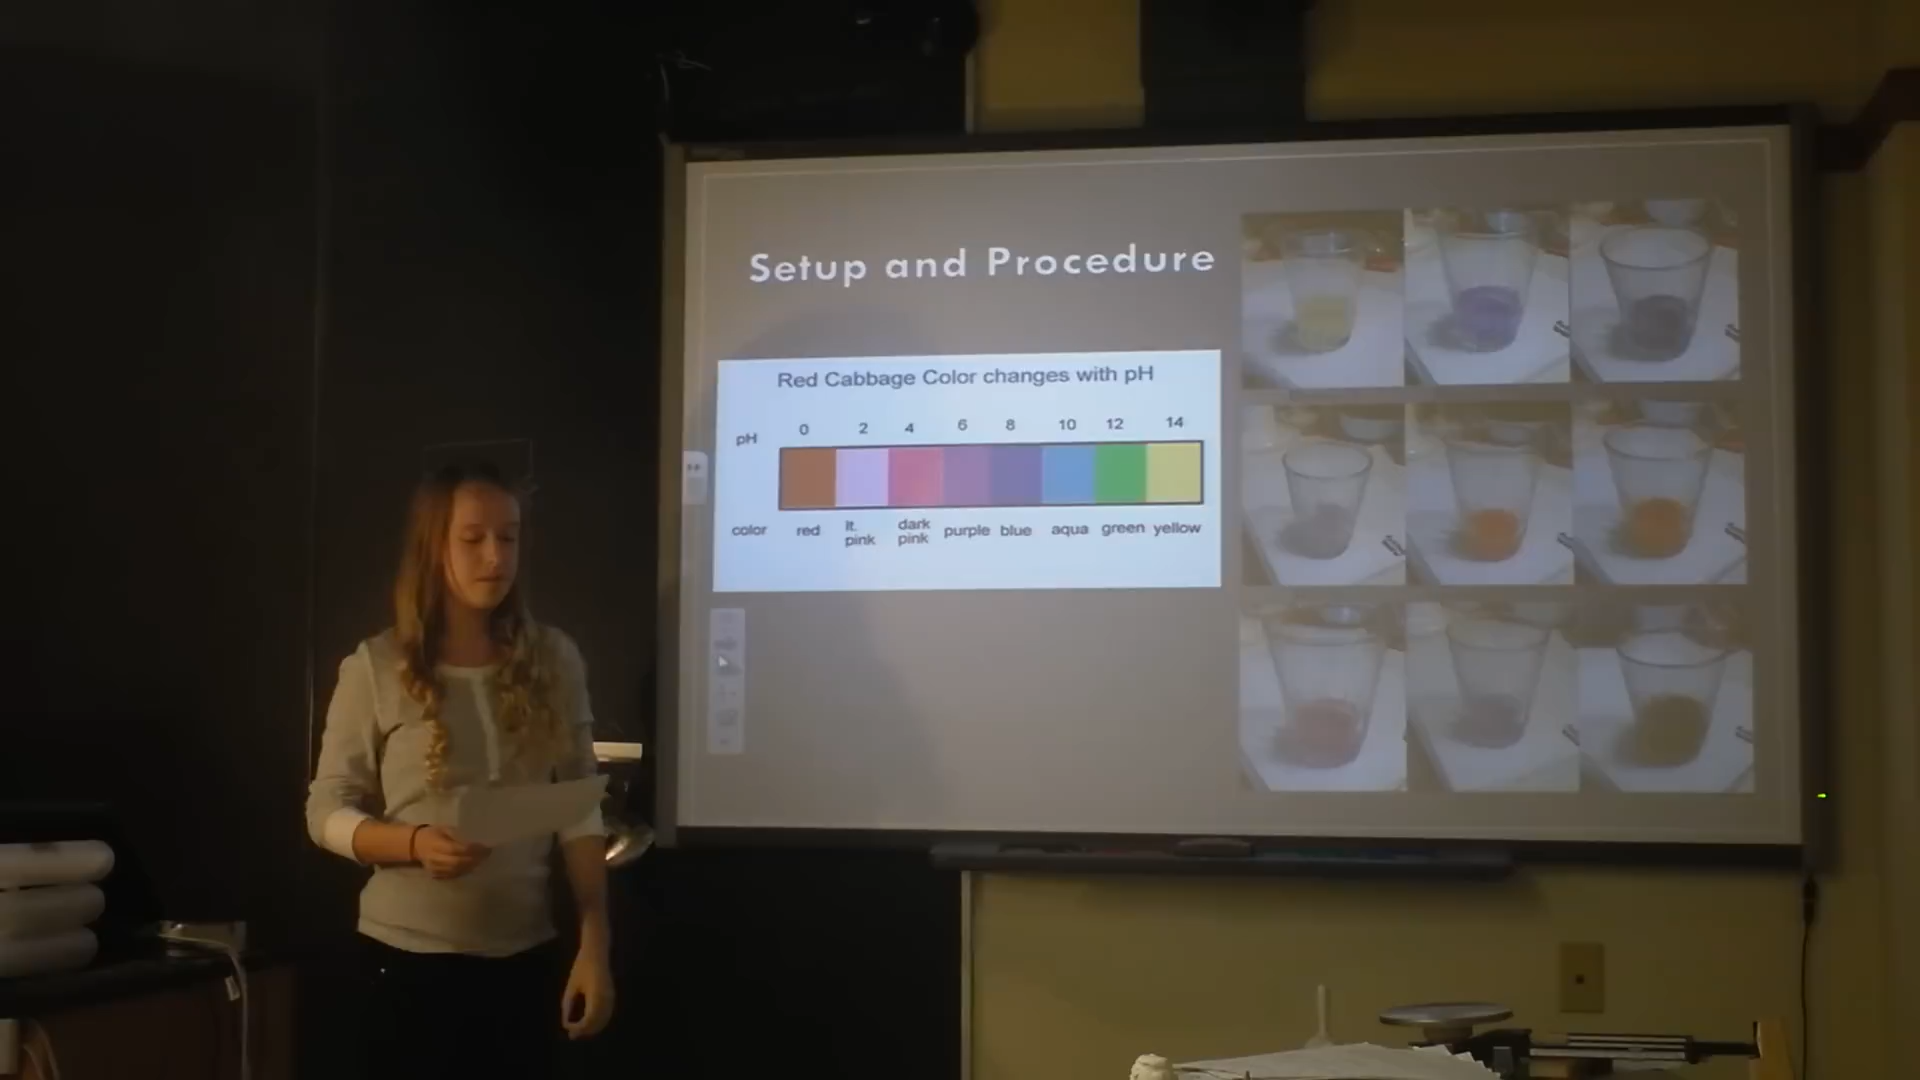 Setup and Procedure
Red Cabbage Color changes with pH
pH 0 2 4 6 8 10 12 14
color red lt. pink dark pink purple blue aqua green yellow